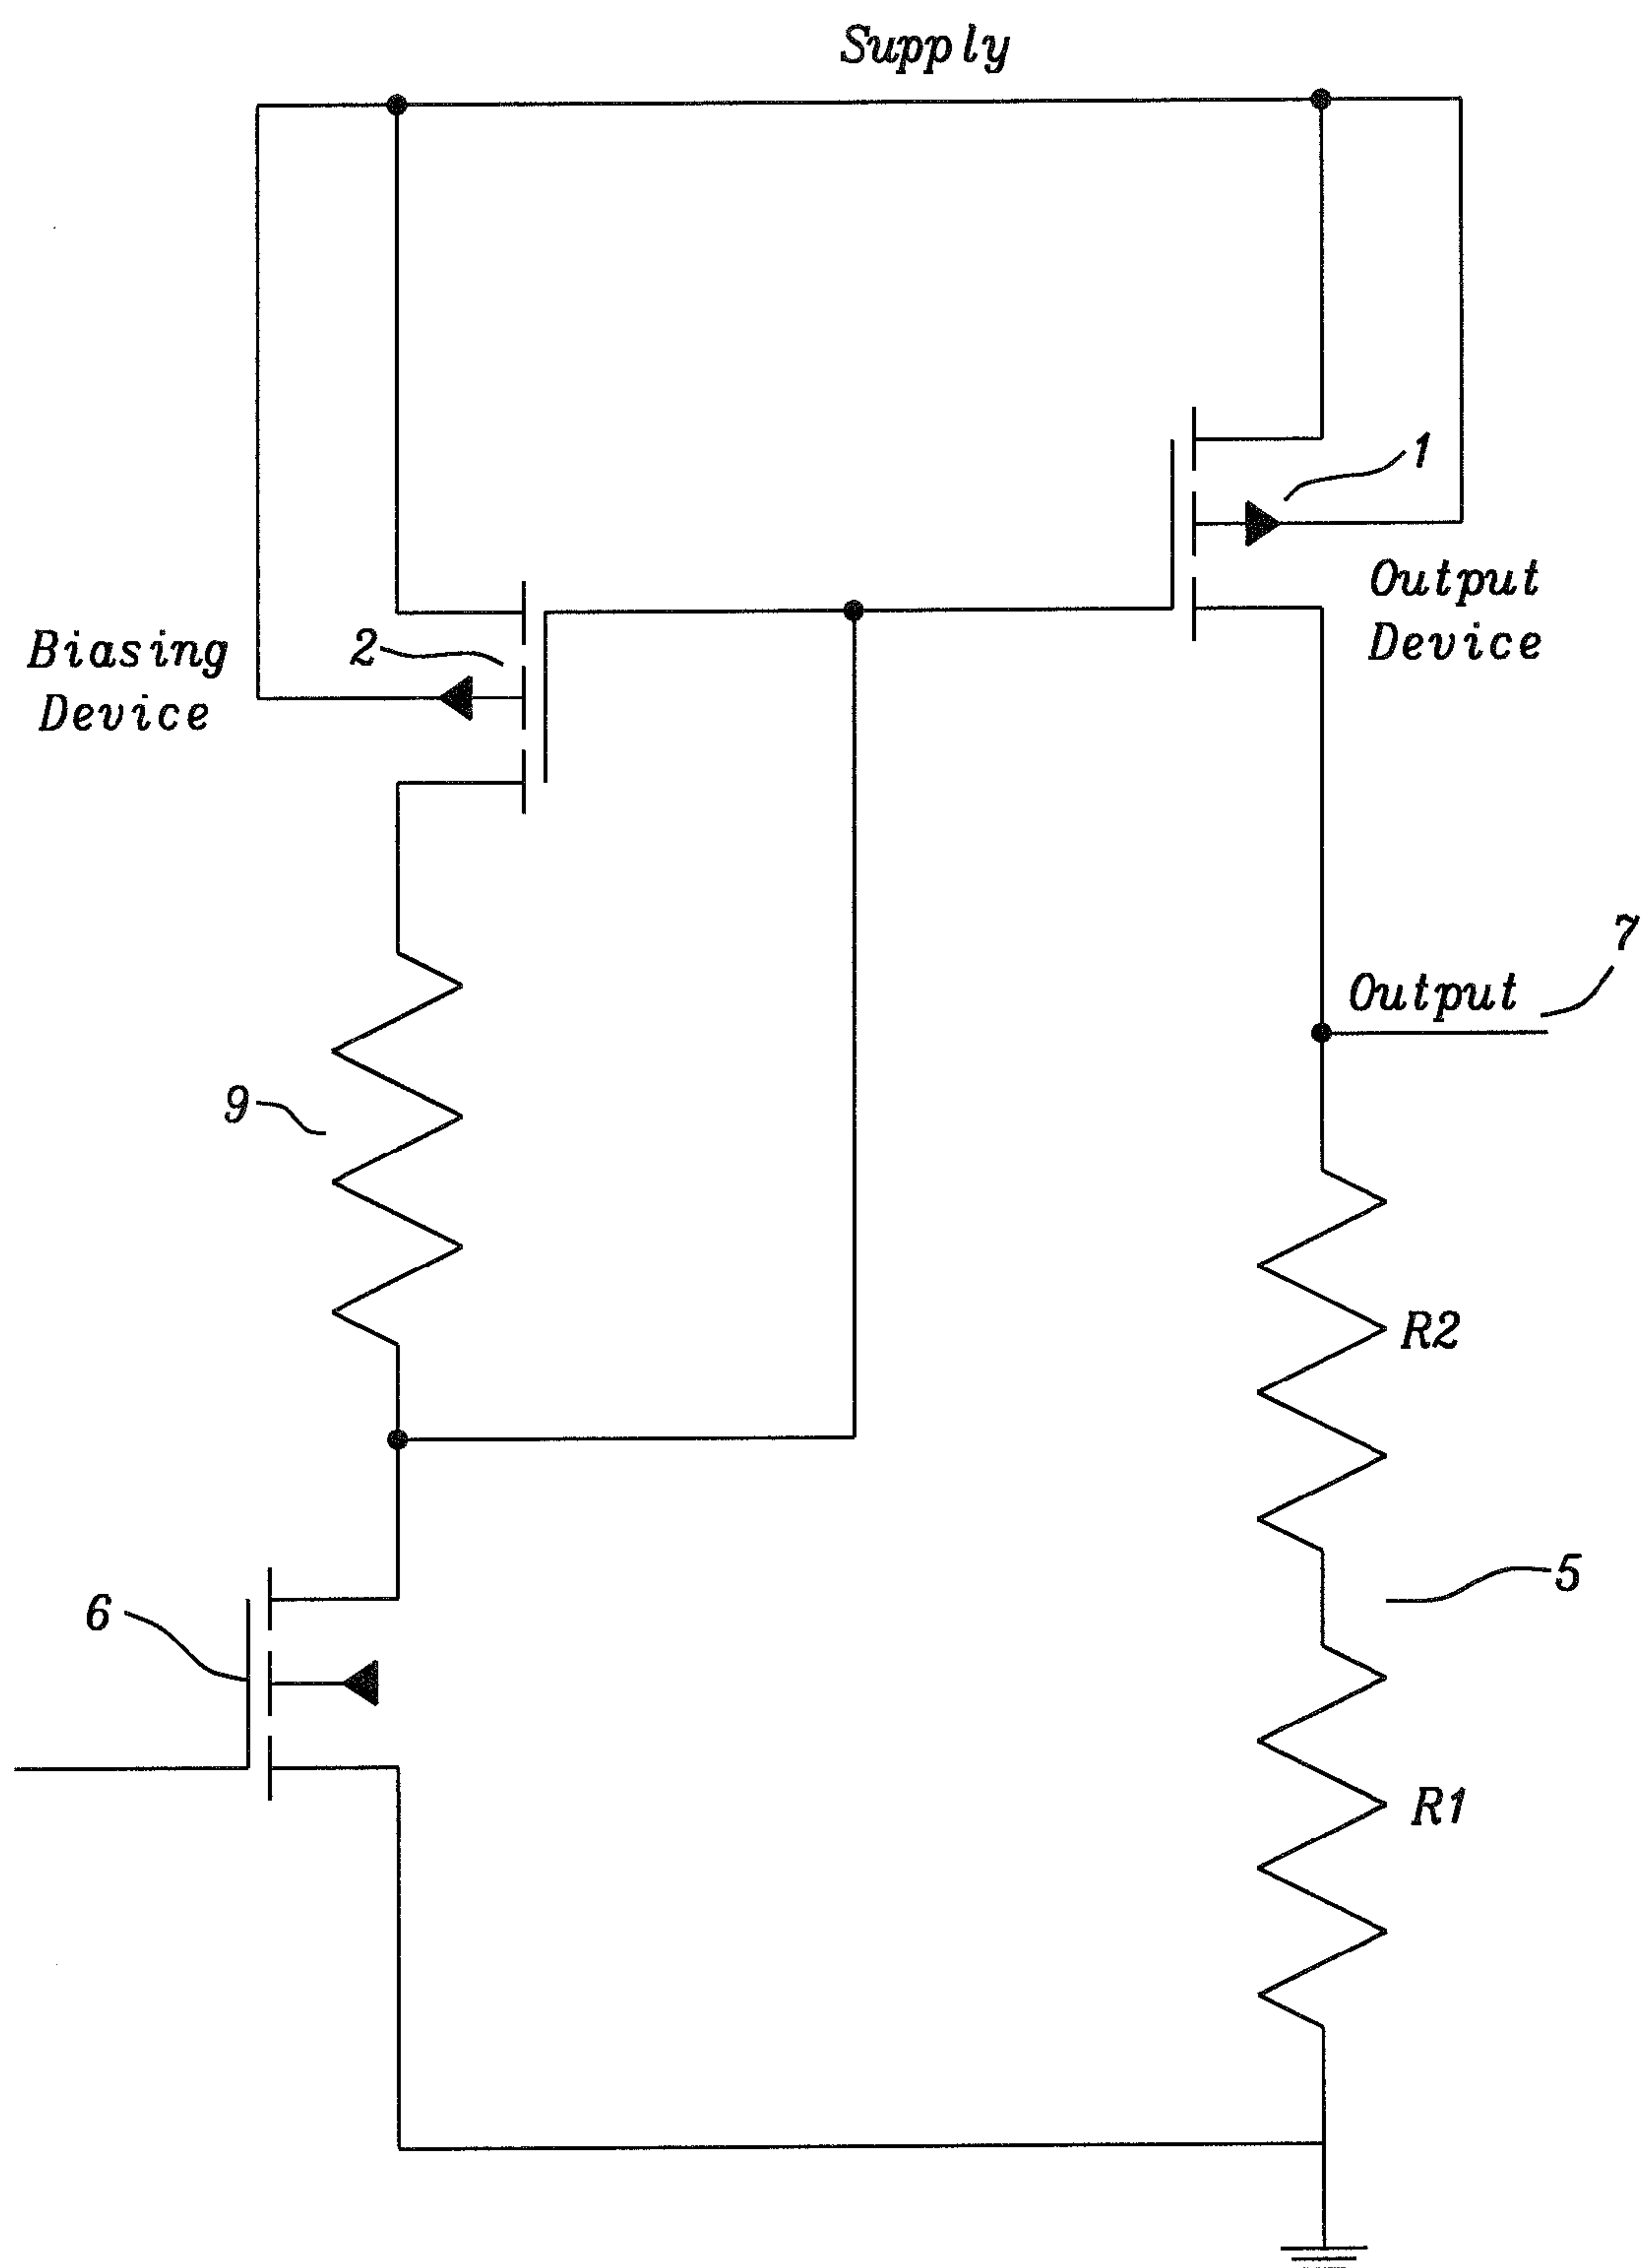 Supply
1
Output
Device
2
Biasing
Device
7
Output
9
R2
5
6
R1